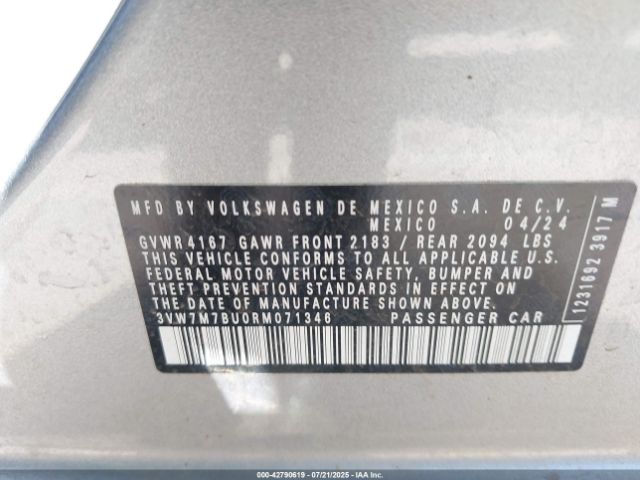 MFD BY VOLKSWAGEN DE MEXICO S.A. DE C.V.
MEXICO 04/24
GVWR 4167 GAWR FRONT 2183 / REAR 2094 LBS
THIS VEHICLE CONFORMS TO ALL APPLICABLE U.S.
FEDERAL MOTOR VEHICLE SAFETY, BUMPER AND
THEFT PREVENTION STANDARDS IN EFFECT ON
THE DATE OF MANUFACTURE SHOWN ABOVE.
3VW7M7BU0RM071346 PASSENGER CAR
1231692 3917 M
000-42790619 - 07/21/2025 - IAAI.COM